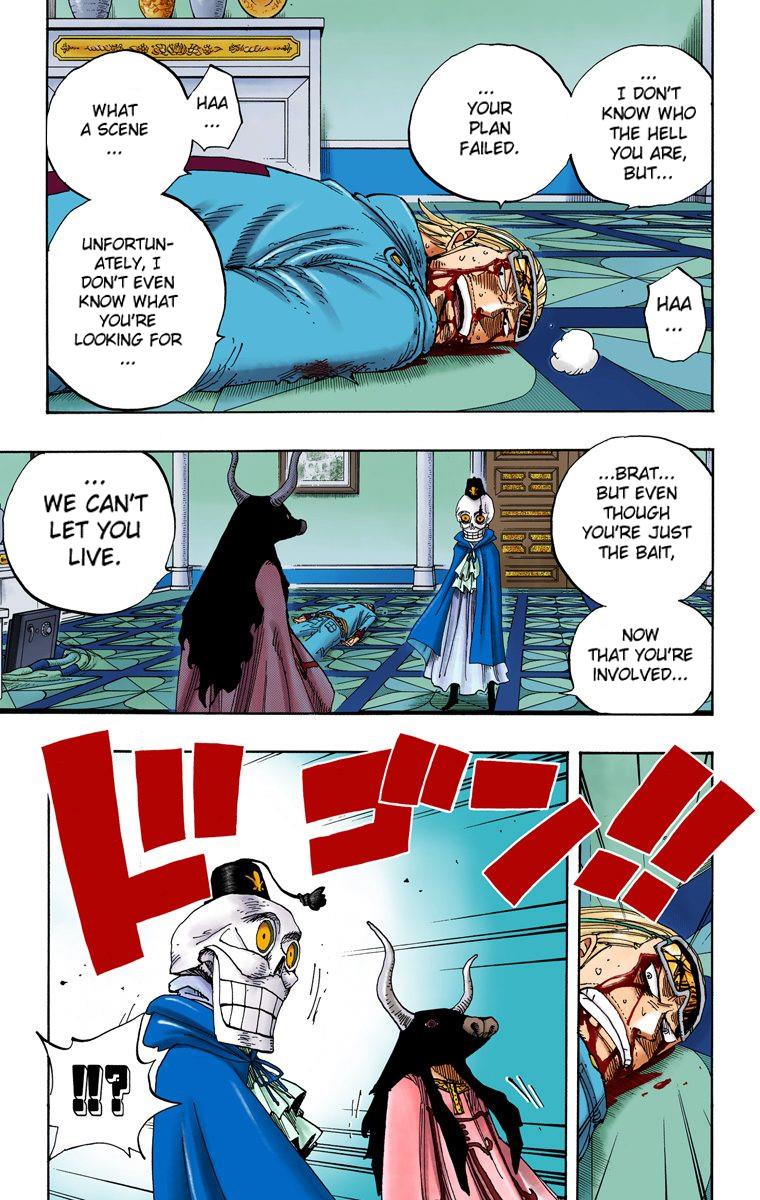 ...
I DON'T
KNOW WHO
THE HELL
YOU ARE,
BUT...
...
YOUR
PLAN
FAILED.
HAA
...
HAA
...
WHAT
A SCENE
...
UNFORTUN-
ATELY, I
DON'T EVEN
KNOW WHAT
YOU'RE
LOOKING FOR
...
...BRAT...
BUT EVEN
THOUGH
YOU'RE JUST
THE BAIT,
NOW
THAT YOU'RE
INVOLVED...
...
WE CAN'T
LET YOU
LIVE.
ドゴン!!
!!?